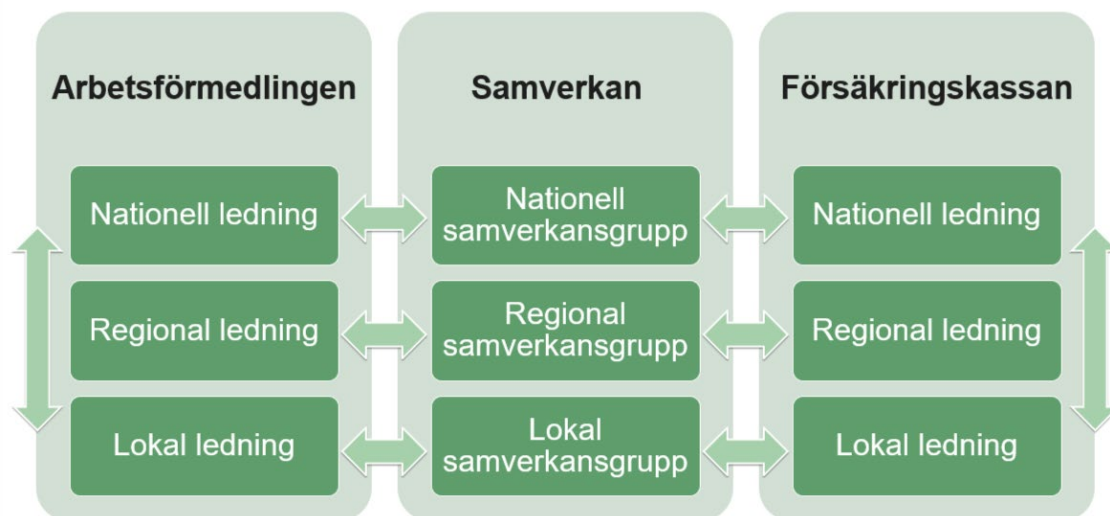 Arbetsförmedlingen
Samverkan
Försäkringskassan
Nationell ledning
Nationell
samverkansgrupp
Nationell ledning
Regional ledning
Regional
samverkansgrupp
Regional ledning
Lokal ledning
Lokal
samverkansgrupp
Lokal ledning